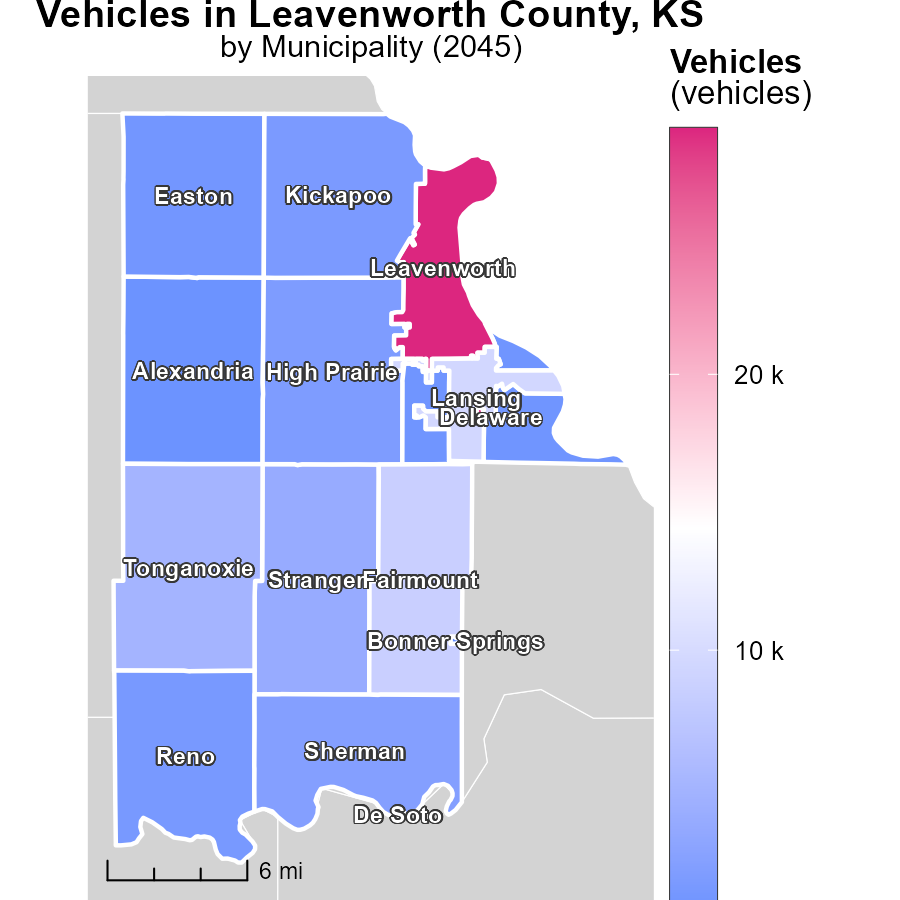 Vehicles in Leavenworth County, KS
by Municipality (2045)
Vehicles
(vehicles)
20 k
10 k
Easton
Kickapoo
Leavenworth
Alexandria
High Prairie
Lansing
Delaware
Tonganoxie
Stranger
Fairmount
Bonner Springs
Reno
Sherman
De Soto
6 mi